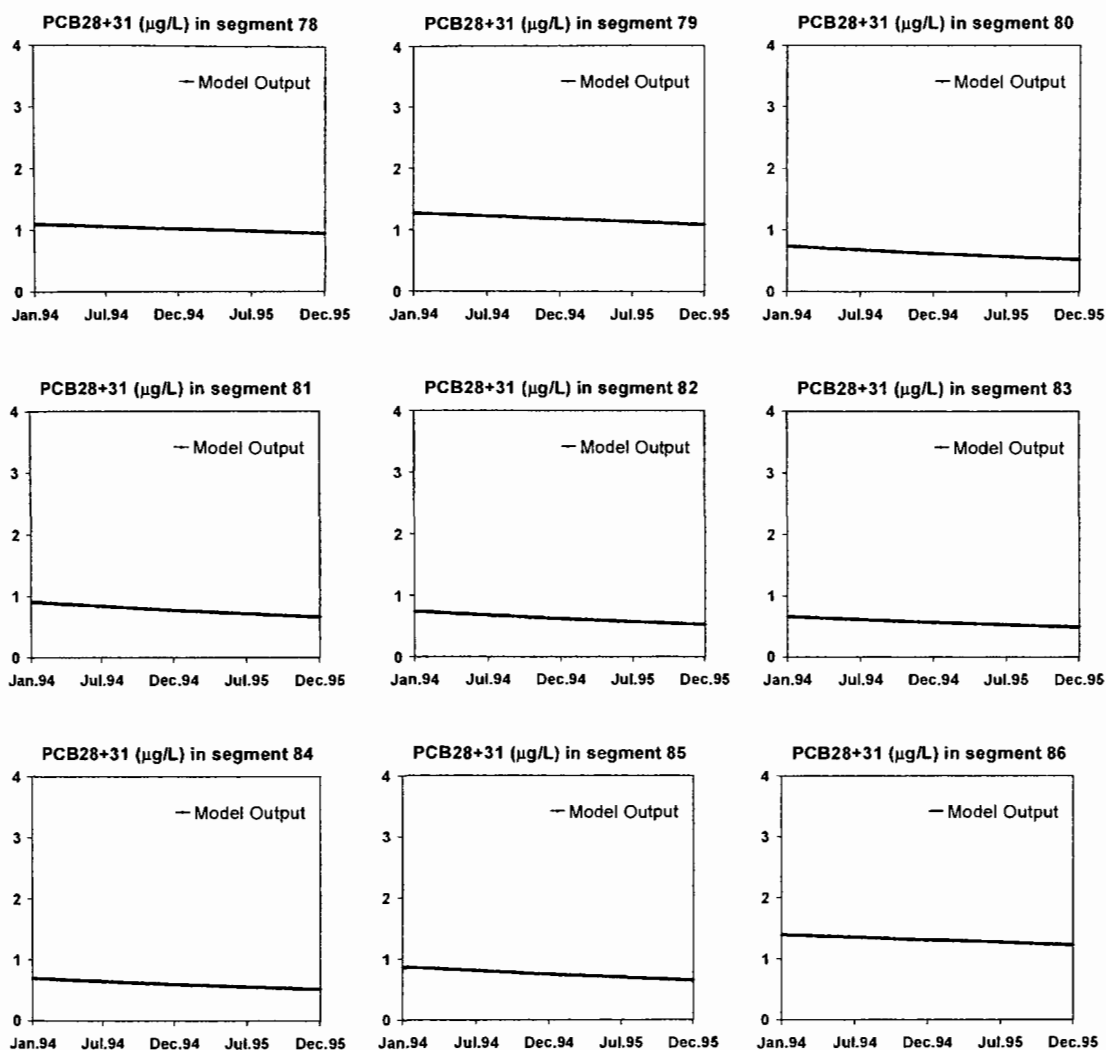 PCB28+31 (µg/L) in segment 78
4
Model Output
3
2
1
0
Jan.94 Jul.94 Dec.94 Jul.95 Dec.95
PCB28+31 (µg/L) in segment 79
4
Model Output
3
2
1
0
Jan.94 Jul.94 Dec.94 Jul.95 Dec.95
PCB28+31 (µg/L) in segment 80
4
Model Output
3
2
1
0
Jan.94 Jul.94 Dec.94 Jul.95 Dec.95
PCB28+31 (µg/L) in segment 81
4
Model Output
3
2
1
0
Jan.94 Jul.94 Dec.94 Jul.95 Dec.95
PCB28+31 (µg/L) in segment 82
4
Model Output
3
2
1
0
Jan.94 Jul.94 Dec.94 Jul.95 Dec.95
PCB28+31 (µg/L) in segment 83
4
Model Output
3
2
1
0
Jan.94 Jul.94 Dec.94 Jul.95 Dec.95
PCB28+31 (µg/L) in segment 84
4
Model Output
3
2
1
0
Jan.94 Jul.94 Dec.94 Jul.95 Dec.95
PCB28+31 (µg/L) in segment 85
4
Model Output
3
2
1
0
Jan.94 Jul.94 Dec.94 Jul.95 Dec.95
PCB28+31 (µg/L) in segment 86
4
Model Output
3
2
1
0
Jan.94 Jul.94 Dec.94 Jul.95 Dec.95